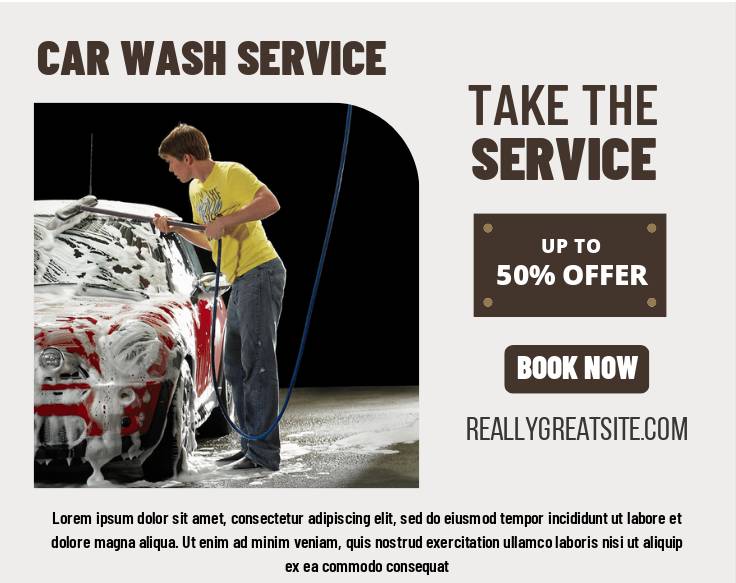 CAR WASH SERVICE
TAKE THE
SERVICE
UP TO
50% OFFER
BOOK NOW
REALLYGREATSITE.COM
Lorem ipsum dolor sit amet, consectetur adipiscing elit, sed do eiusmod tempor incididunt ut labore et
dolore magna aliqua. Ut enim ad minim veniam, quis nostrud exercitation ullamco laboris nisi ut aliquip
ex ea commodo consequat